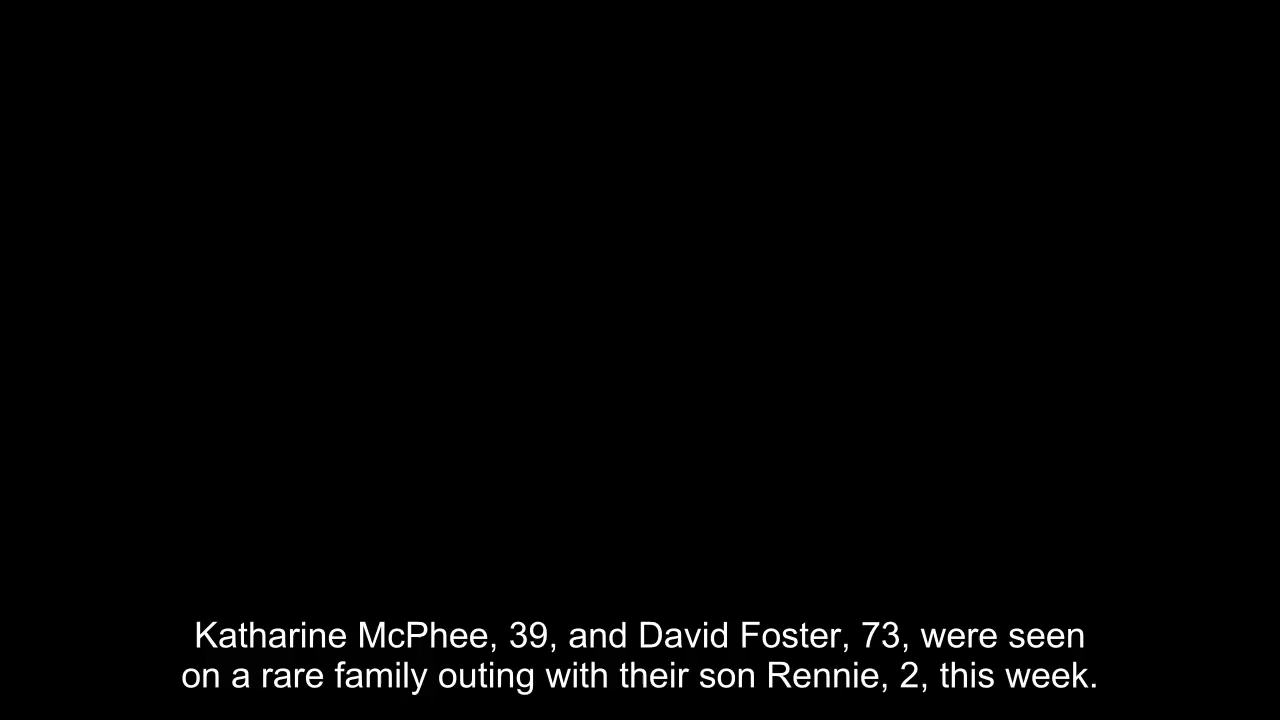 Katharine McPhee, 39, and David Foster, 73, were seen
on a rare family outing with their son Rennie, 2, this week.